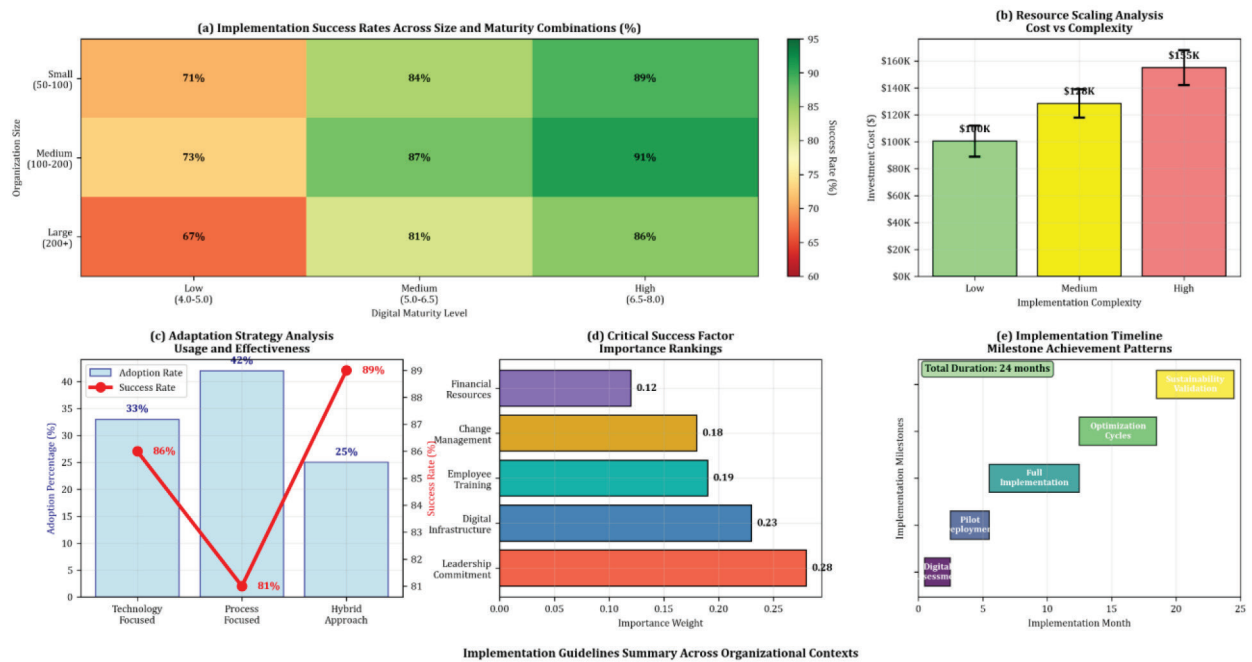 (a) Implementation Success Rates Across Size and Maturity Combinations (%)
Organization Size
Small
(50-100)
71%
84%
89%
Medium
(100-200)
73%
87%
91%
Large
(200+)
67%
81%
86%
Low
(4.0-5.0)
Medium
(5.0-6.5)
High
(6.5-8.0)
Digital Maturity Level
95
90
85
80
75
70
65
60
Success Rate (%)
(b) Resource Scaling Analysis
Cost vs Complexity
Investment Cost ($)
$160K
$140K
$120K
$100K
$80K
$60K
$40K
$20K
$0K
$100K
$128K
$155K
Low
Medium
High
Implementation Complexity
(c) Adaptation Strategy Analysis
Usage and Effectiveness
Adoption Rate
Success Rate
Adoption Percentage (%)
40
35
30
25
20
15
10
5
0
33%
42%
25%
86%
81%
89%
89
88
87
86
85
84
83
82
81
Success Rate (%)
Technology
Focused
Process
Focused
Hybrid
Approach
(d) Critical Success Factor
Importance Rankings
Financial
Resources
0.12
Change
Management
0.18
Employee
Training
0.19
Digital
Infrastructure
0.23
Leadership
Commitment
0.28
0.00
0.05
0.10
0.15
0.20
0.25
Importance Weight
(e) Implementation Timeline
Milestone Achievement Patterns
Total Duration: 24 months
Implementation Milestones
Sustainability
Validation
Optimization
Cycles
Full
Implementation
Pilot
Digital
0
5
10
15
20
25
Implementation Month
Implementation Guidelines Summary Across Organizational Contexts